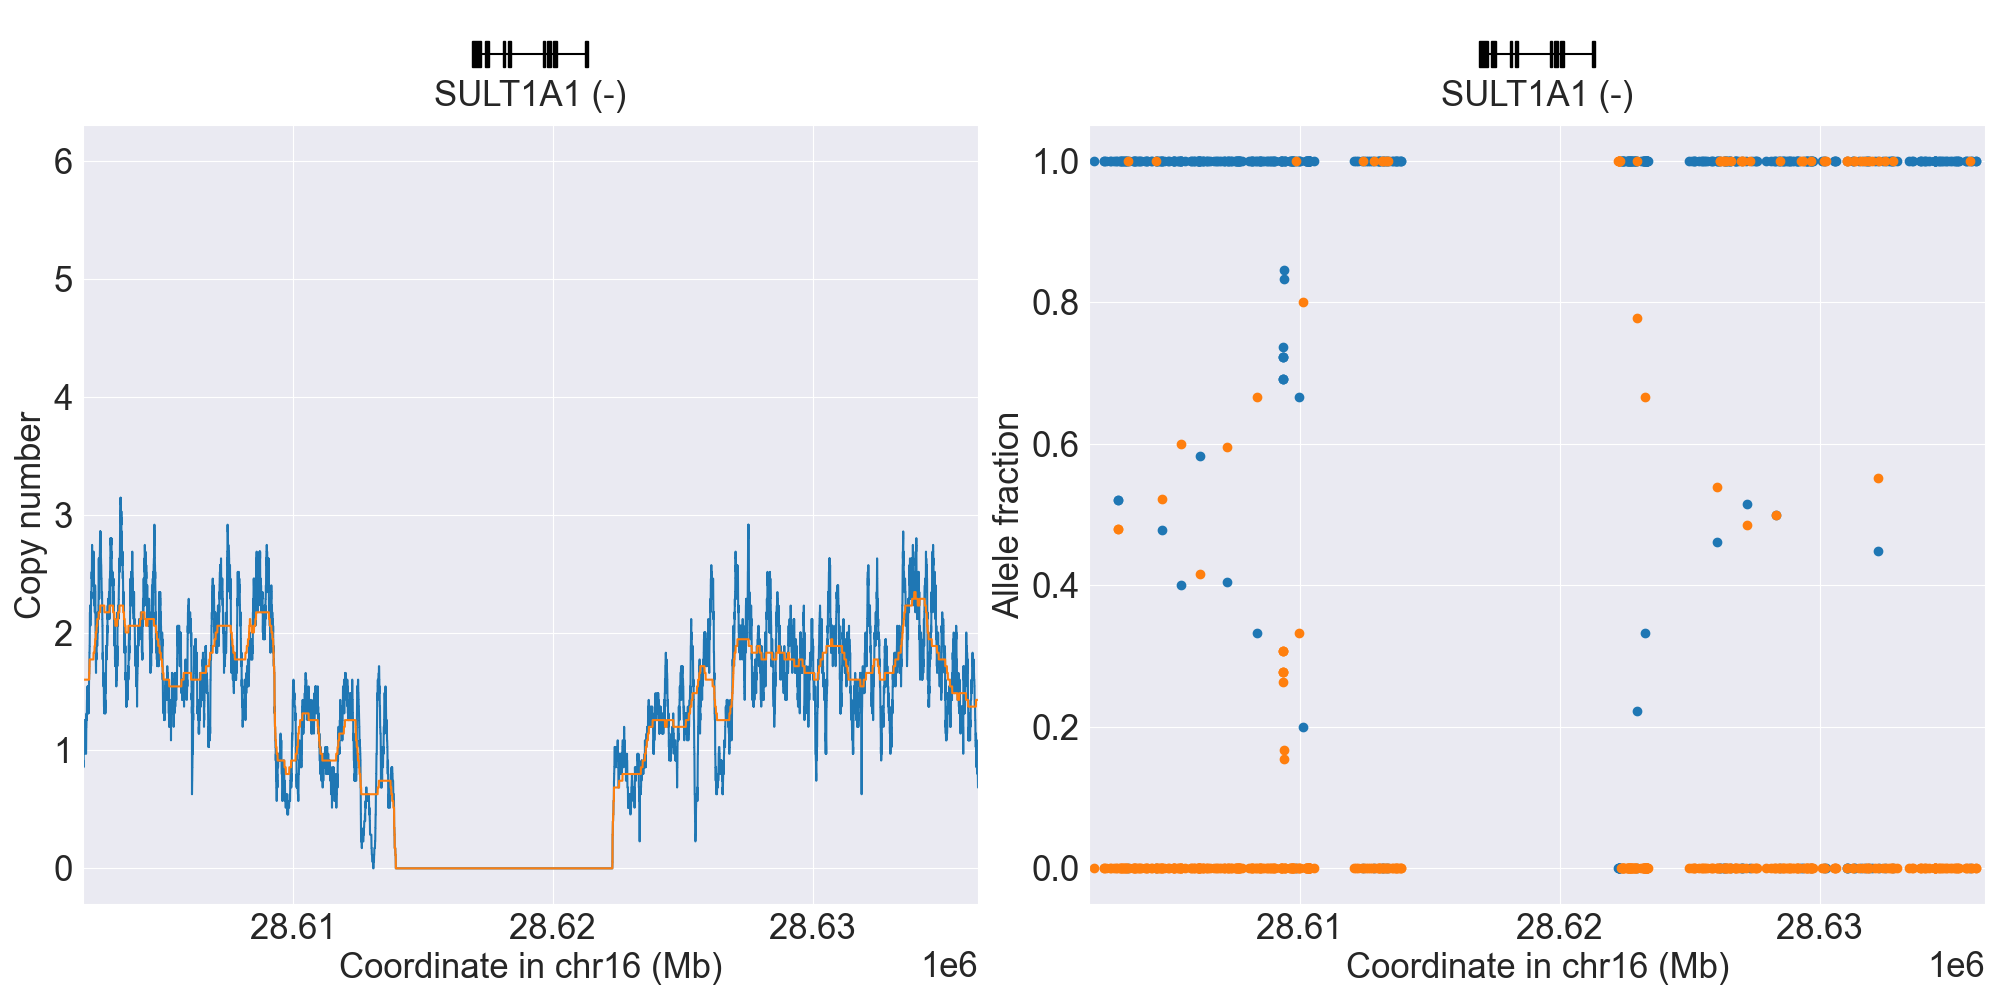 SULT1A1 (-)
6
5
4
3
2
1
0
Copy number
28.61
28.62
28.63
Coordinate in chr16 (Mb)
1e6
SULT1A1 (-)
1.0
0.8
0.6
0.4
0.2
0.0
Allele fraction
28.61
28.62
28.63
Coordinate in chr16 (Mb)
1e6